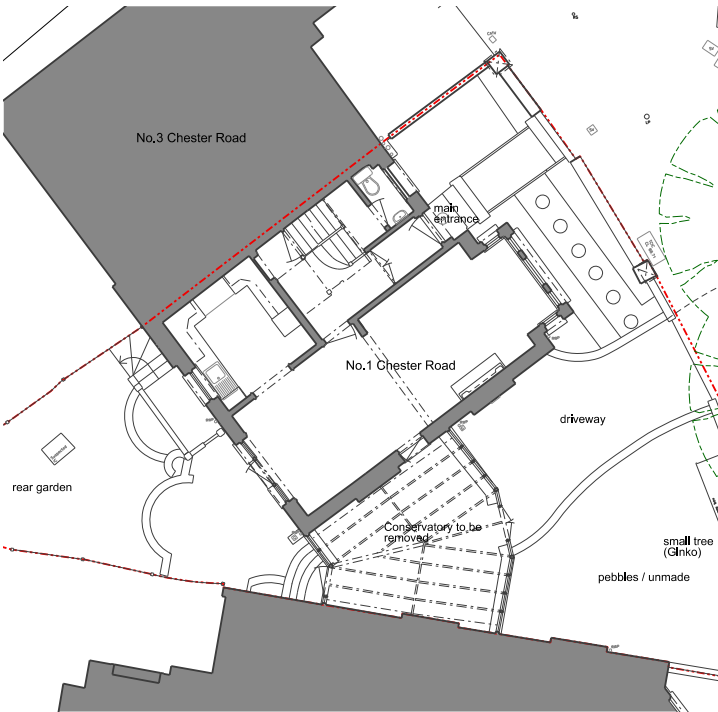 No.3 Chester Road
main
entrance
No.1 Chester Road
driveway
rear garden
Conservatory to be
removed
small tree
(GInko)
pebbles / unmade